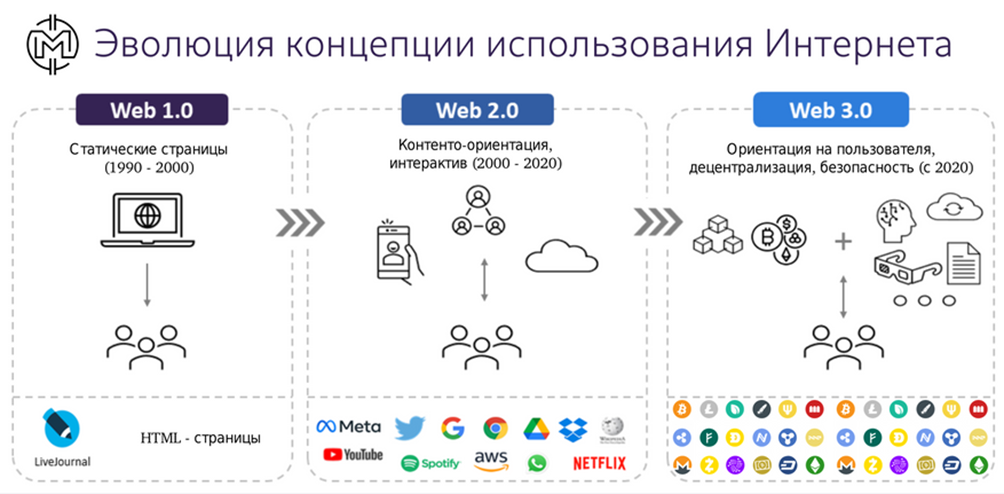 Эволюция концепции использования Интернета
Web 1.0
Статические страницы
(1990 - 2000)
LiveJournal
HTML - страницы
Web 2.0
Контенто-ориентация,
интерактив (2000 - 2020)
Meta
YouTube
Spotify
aws
WIKIPEDIA
NETFLIX
Web 3.0
Ориентация на пользователя,
децентрализация, безопасность (с 2020)